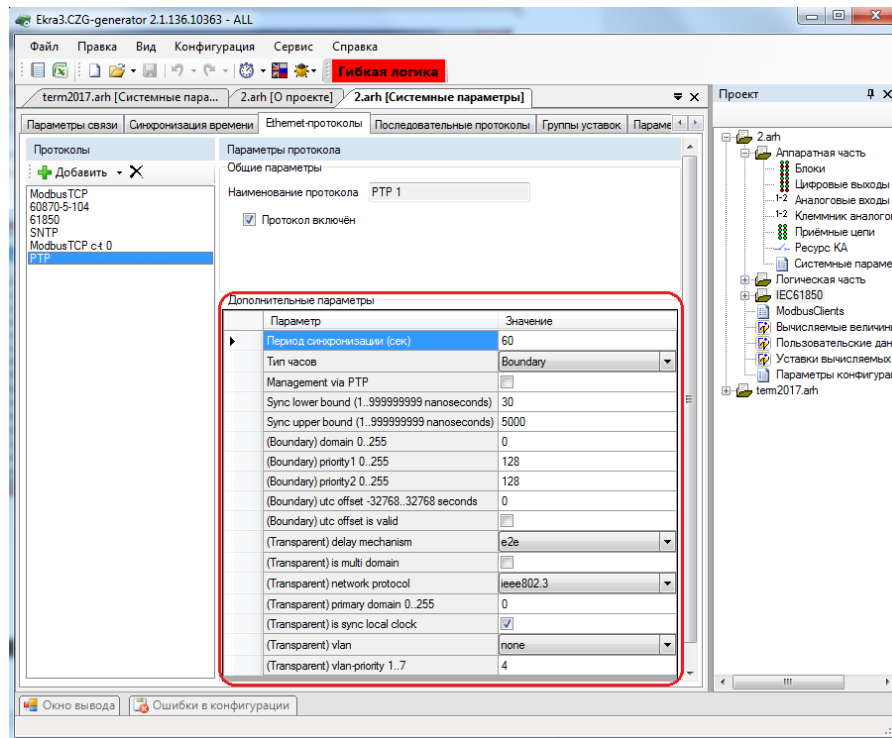 Ekra3.CZG-generator 2.1.136.10363 - ALL
Файл Правка Вид Конфигурация Сервис Справка
Гибкая логика
term2017.arh [Системные пара... 2.arh [О проекте] 2.arh [Системные параметры]
Параметры связи Синхронизация времени Ethernet-протоколы Последовательные протоколы Группы уставок Параме
Протоколы
Добавить
ModbusTCP
60870-5-104
61850
SNTP
ModbusTCP c-t 0
PTP
Параметры протокола
Общие параметры
Наименование протокола PTP 1
Протокол включён
Дополнительные параметры
Параметр Значение
Период синхронизации (сек) 60
Тип часов Boundary
Management via PTP
Sync lower bound (1..999999999 nanoseconds) 30
Sync upper bound (1..999999999 nanoseconds) 5000
(Boundary) domain 0..255 0
(Boundary) priority1 0..255 128
(Boundary) priority2 0..255 128
(Boundary) utc offset -32768..32768 seconds 0
(Boundary) utc offset is valid
(Transparent) delay mechanism e2e
(Transparent) is multi domain
(Transparent) network protocol ieee802.3
(Transparent) primary domain 0..255 0
(Transparent) is sync local clock
(Transparent) vlan none
(Transparent) vlan-priority 1..7 4
Проект
2.arh
Аппаратная часть
Блоки
Цифровые выходы
Аналоговые входы
Клеммник аналого
Приёмные цепи
Ресурс КА
Системные параме
Логическая часть
IEC61850
ModbusClients
Вычисляемые величин
Пользовательские дан
Уставки вычисляемых
Параметры конфигура
term2017.arh
Окно вывода Ошибки в конфигурации